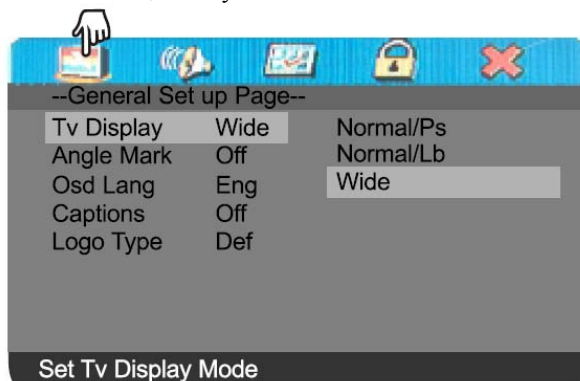 --General Set up Page--
Tv Display Wide Normal/Ps
Angle Mark Off Normal/Lb
Osd Lang Eng Wide
Captions Off
Logo Type Def
Set Tv Display Mode